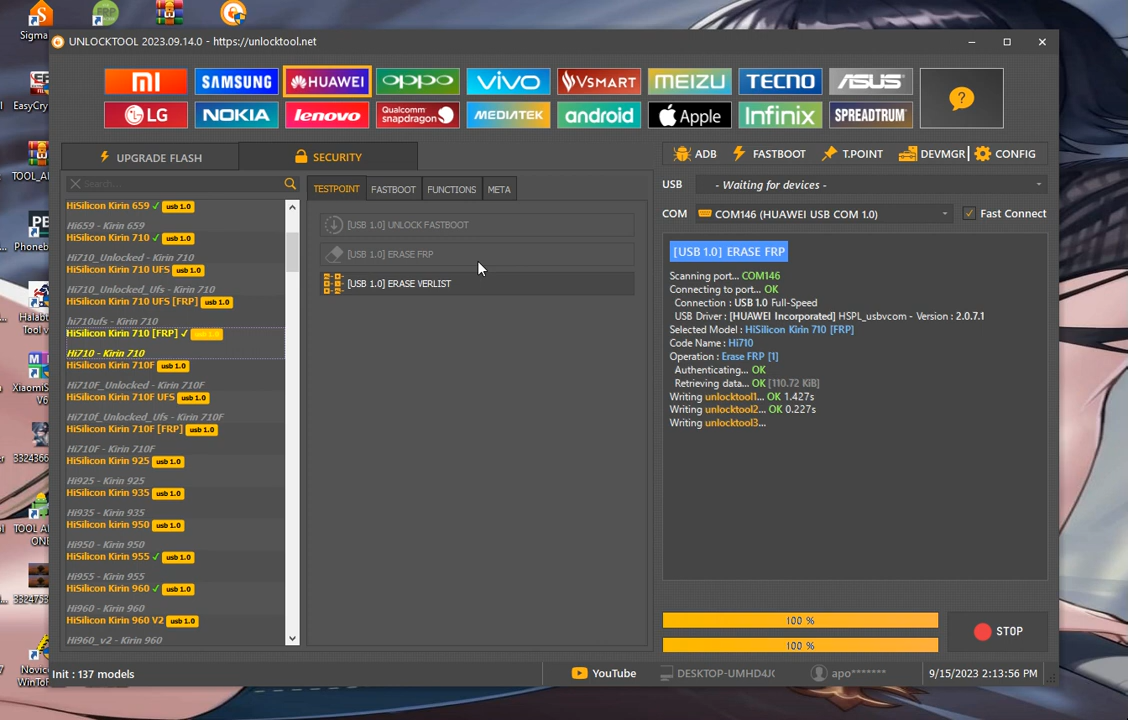 Sigma
EasyCry
TOOL_A
PB
Phoneb
Halab
Tool v
XiaomiS
V6
3324366
TOOL A
ONE
3324753
Novic
WinTo
FRP
UNLOCKTOOL 2023.09.14.0 - https://unlocktool.net
MI
SAMSUNG
HUAWEI
OPPO
VIVO
VSMART
MEIZU
TECNO
ASUS
LG
NOKIA
lenovo
Qualcomm snapdragon
MEDIATEK
android
Apple
Infinix
SPREADTRUM
?
UPGRADE FLASH
SECURITY
ADB
FASTBOOT
T.POINT
DEVMGR
CONFIG
Search...
HiSilicon Kirin 659 ✓ usb 1.0
Hi659 - Kirin 659
HiSilicon Kirin 710 ✓ usb 1.0
Hi710_Unlocked - Kirin 710
HiSilicon Kirin 710 UFS usb 1.0
Hi710_Unlocked_Ufs - Kirin 710
HiSilicon Kirin 710 UFS [FRP] usb 1.0
hi710ufs - Kirin 710
HiSilicon Kirin 710 [FRP] ✓
Hi710 - Kirin 710
HiSilicon Kirin 710F usb 1.0
Hi710F_Unlocked - Kirin 710F
HiSilicon Kirin 710F UFS usb 1.0
Hi710f_Unlocked_Ufs - Kirin 710F
HiSilicon Kirin 710F [FRP] usb 1.0
Hi710F - Kirin 710F
HiSilicon Kirin 925 usb 1.0
Hi925 - Kirin 925
HiSilicon Kirin 935 usb 1.0
Hi935 - Kirin 935
HiSilicon kirin 950 usb 1.0
Hi950 - Kirin 950
HiSilicon Kirin 955 ✓ usb 1.0
Hi955 - Kirin 955
HiSilicon Kirin 960 ✓ usb 1.0
Hi960 - Kirin 960
HiSilicon Kirin 960 V2 usb 1.0
Hi960_v2 - Kirin 960
TESTPOINT
FASTBOOT
FUNCTIONS
META
[USB 1.0] UNLOCK FASTBOOT
[USB 1.0] ERASE FRP
[USB 1.0] ERASE VERLIST
USB
- Waiting for devices -
COM
COM146 (HUAWEI USB COM 1.0)
Fast Connect
[USB 1.0] ERASE FRP
Scanning port... COM146
Connecting to port... OK
Connection : USB 1.0 Full-Speed
USB Driver : [HUAWEI Incorporated] HSPL_usbvcom - Version : 2.0.7.1
Selected Model : HiSilicon Kirin 710 [FRP]
Code Name : Hi710
Operation : Erase FRP [1]
Authenticating... OK
Retrieving data... OK [110.72 KiB]
Writing unlocktool1... OK 1.427s
Writing unlocktool2... OK 0.227s
Writing unlocktool3...
100 %
100 %
STOP
Init : 137 models
YouTube
DESKTOP-UMHD4J
apo*******
9/15/2023 2:13:56 PM